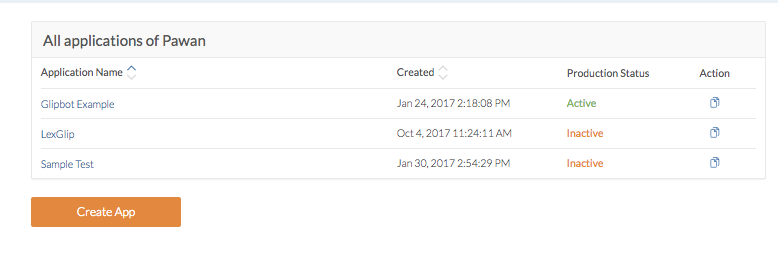 All applications of Pawan
Application Name Created Production Status Action
Glipbot Example Jan 24, 2017 2:18:08 PM Active
LexGlip Oct 4, 2017 11:24:11 AM Inactive
Sample Test Jan 30, 2017 2:54:29 PM Inactive
Create App